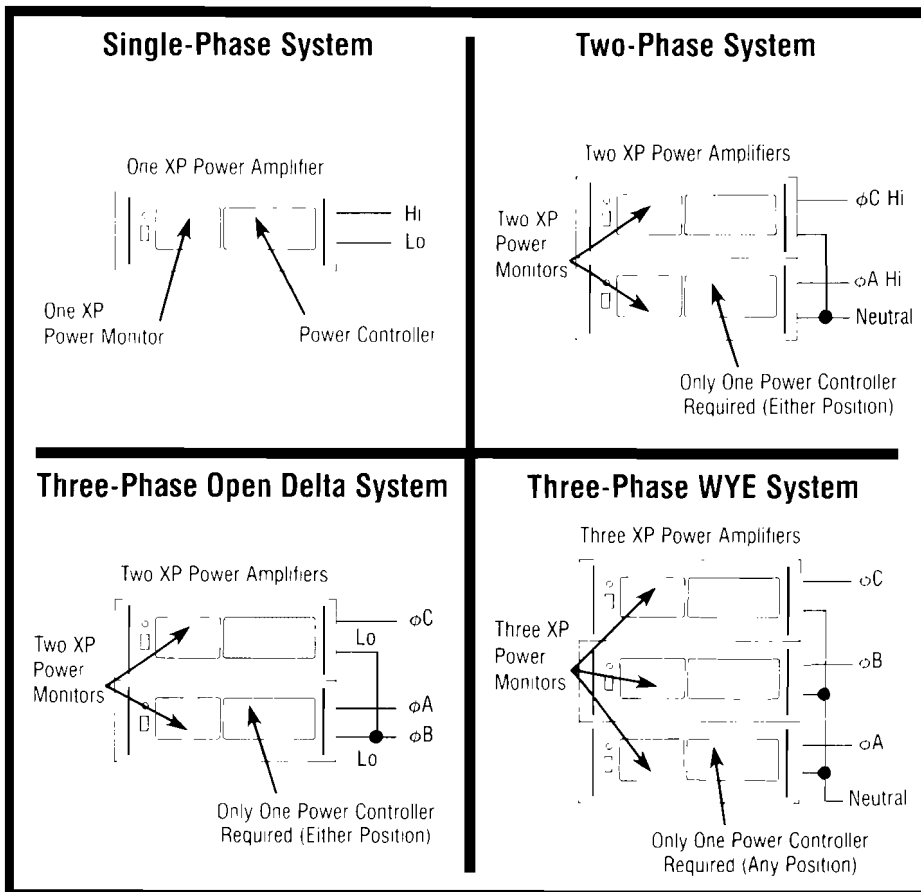 Single-Phase System
One XP Power Amplifier
Hi
Lo
One XP
Power Monitor
Power Controller
Two-Phase System
Two XP Power Amplifiers
Two XP
Power
Monitors
ϕC Hi
ϕA Hi
Neutral
Only One Power Controller
Required (Either Position)
Three-Phase Open Delta System
Two XP Power Amplifiers
Two XP
Power
Monitors
ϕC
Lo
ϕA
ϕB
Lo
Only One Power Controller
Required (Either Position)
Three-Phase WYE System
Three XP Power Amplifiers
Three XP
Power
Monitors
ϕC
ϕB
ϕA
Neutral
Only One Power Controller
Required (Any Position)